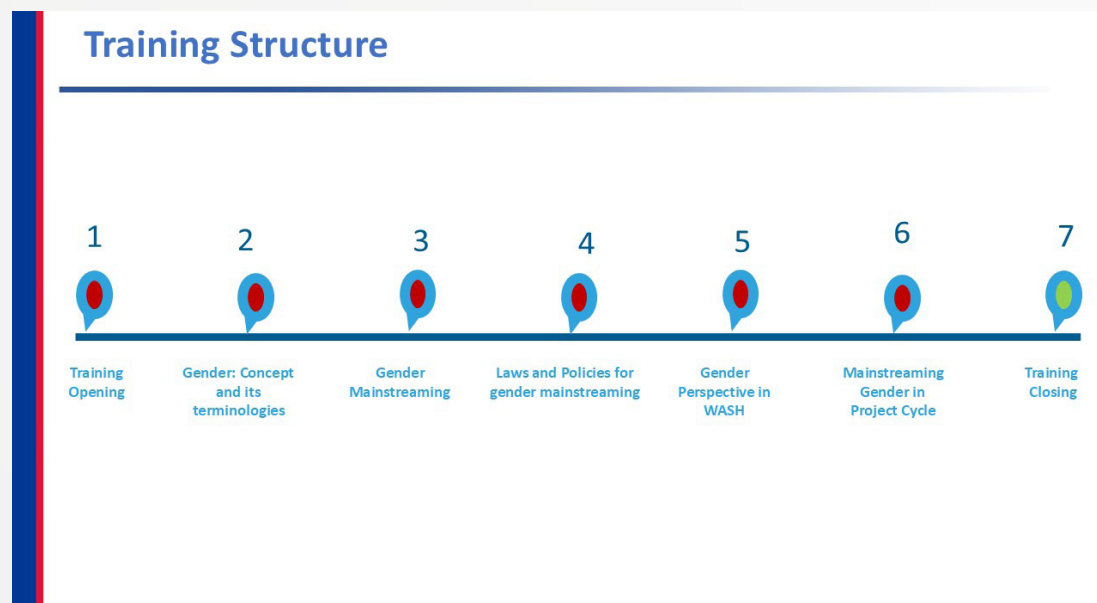 Training Structure
1
2
3
4
5
6
7
Training
Opening
Gender: Concept
and its
terminologies
Gender
Mainstreaming
Laws and Policies for
gender mainstreaming
Gender
Perspective in
WASH
Mainstreaming
Gender in
Project Cycle
Training
Closing